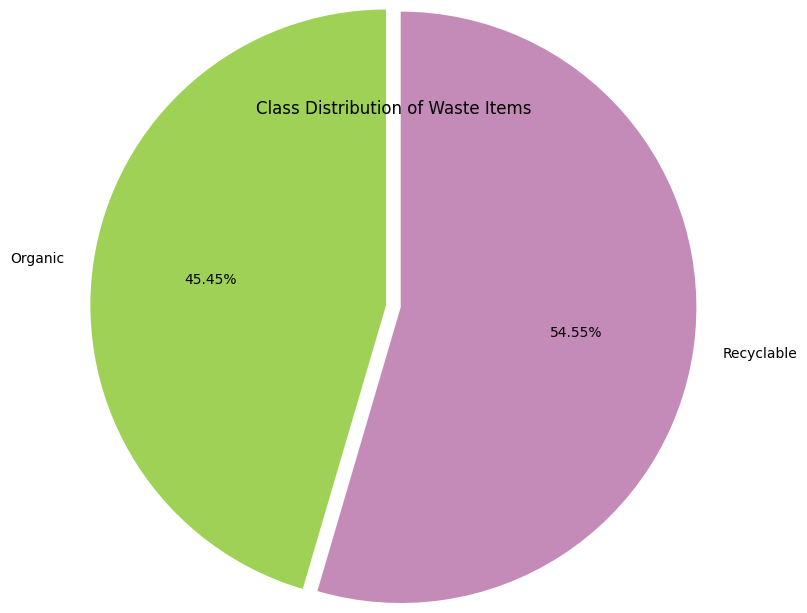 Class Distribution of Waste Items
Organic
45.45%
54.55%
Recyclable